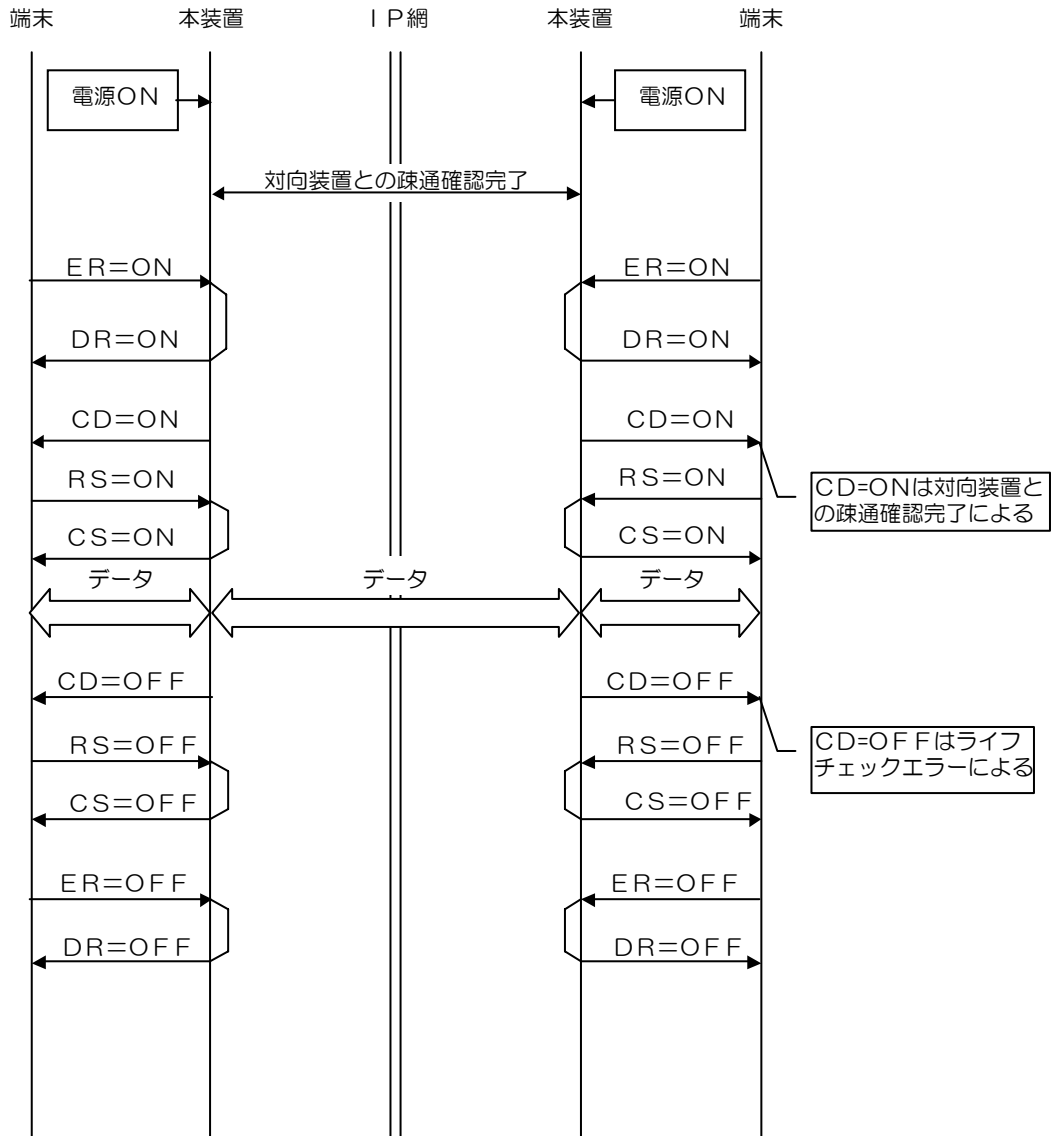 端末 本装置 ＩＰ網 本装置 端末
電源ＯＮ 電源ＯＮ
対向装置との疎通確認完了
ＥＲ＝ＯＮ ＥＲ＝ＯＮ
ＤＲ＝ＯＮ ＤＲ＝ＯＮ
ＣＤ＝ＯＮ ＣＤ＝ＯＮ
ＲＳ＝ＯＮ ＲＳ＝ＯＮ
CD=ＯＮは対向装置と
の疎通確認完了による
ＣＳ＝ＯＮ ＣＳ＝ＯＮ
データ データ データ
ＣＤ＝ＯＦＦ ＣＤ＝ＯＦＦ
ＲＳ＝ＯＦＦ ＲＳ＝ＯＦＦ
CD=ＯＦＦはライフ
チェックエラーによる
ＣＳ＝ＯＦＦ ＣＳ＝ＯＦＦ
ＥＲ＝ＯＦＦ ＥＲ＝ＯＦＦ
ＤＲ＝ＯＦＦ ＤＲ＝ＯＦＦ